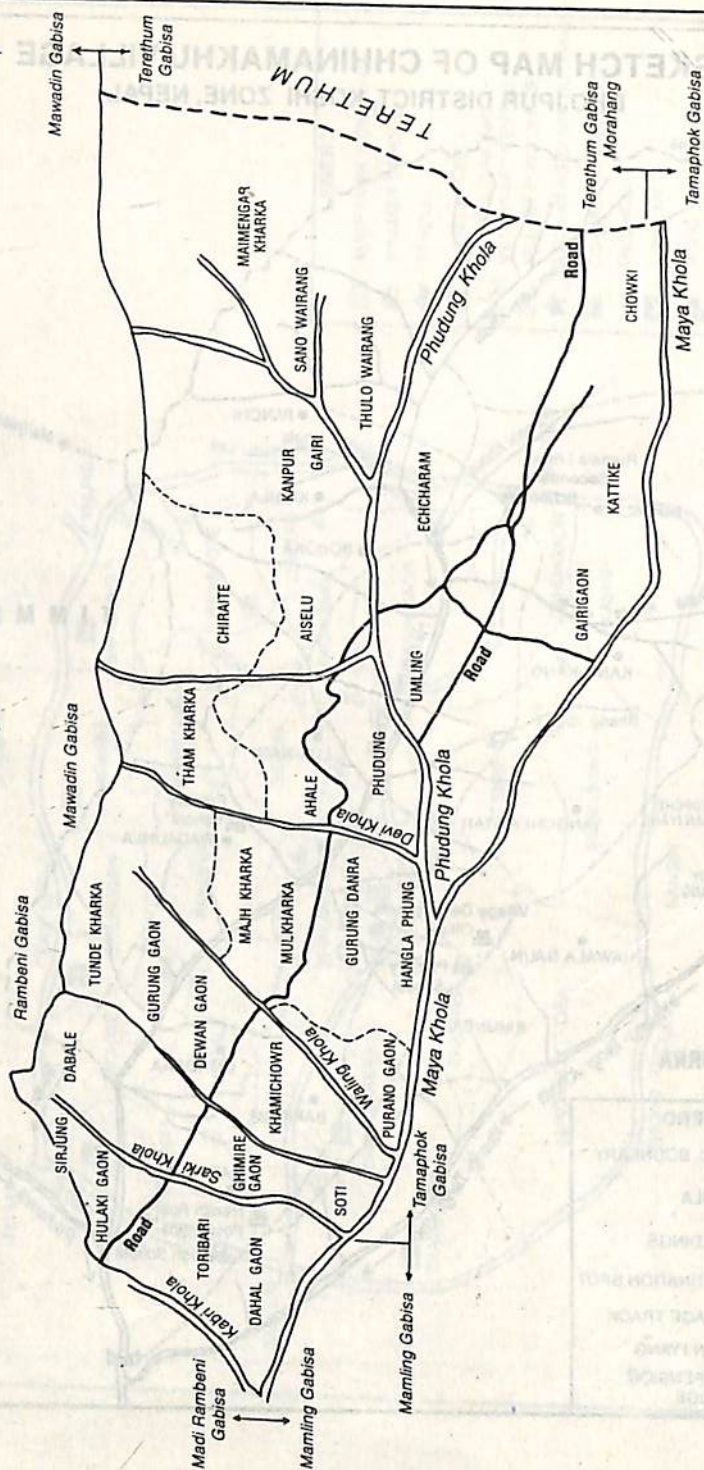 Mawadin Gabisa
Terethum
Gabisa
TERETHUM
Terethum Gabisa
Morahang
Tamaphok Gabisa
MAIMENGAR
KHARKA
SANO WAIRANG
THULO WAIRANG
Phudung Khola
Road
CHOWKI
Maya Khola
KANPUR
GAIRI
ECHCHARAM
KATTIKE
CHIRAITE
AISELU
GAIRIGAON
UMLING
Road
Mawadin Gabisa
THAM KHARKA
AHALE
PHUDUNG
Devi Khola
Phudung Khola
Rambeni Gabisa
TUNDE KHARKA
GURUNG GAON
DEWAN GAON
MAJH KHARKA
MULKHARKA
GURUNG DANRA
HANGLA PHUNG
Maya Khola
DABALE
KHAMICHOWR
Waling Khola
PURANO GAON
SIRJUNG
HULAKI GAON
Sarki Khola
GHIMIRE
GAON
SOTI
Tamaphok
Gabisa
Road
TORIBARI
DAHAL GAON
Kabri Khola
Mamling Gabisa
Madi Rambeni
Gabisa
Mamling Gabisa
SKETCH MAP OF CHHINAMAKHU VILLAGE
BHOJPUR DISTRICT, KOSHI ZONE, NEPAL